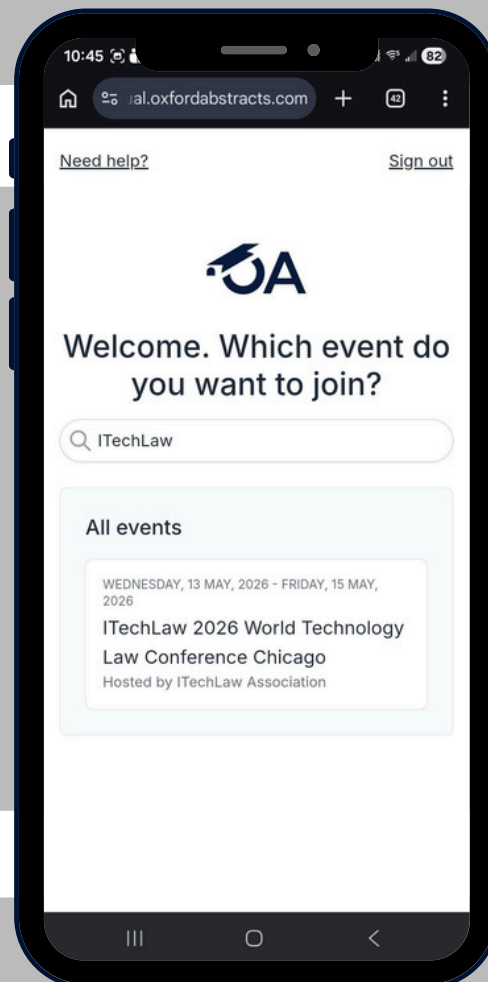 10:45
82
ɩal.oxfordabstracts.com
42
Need help?
Sign out
OA
Welcome. Which event do
you want to join?
ITechLaw
All events
WEDNESDAY, 13 MAY, 2026 - FRIDAY, 15 MAY,
2026
ITechLaw 2026 World Technology
Law Conference Chicago
Hosted by ITechLaw Association